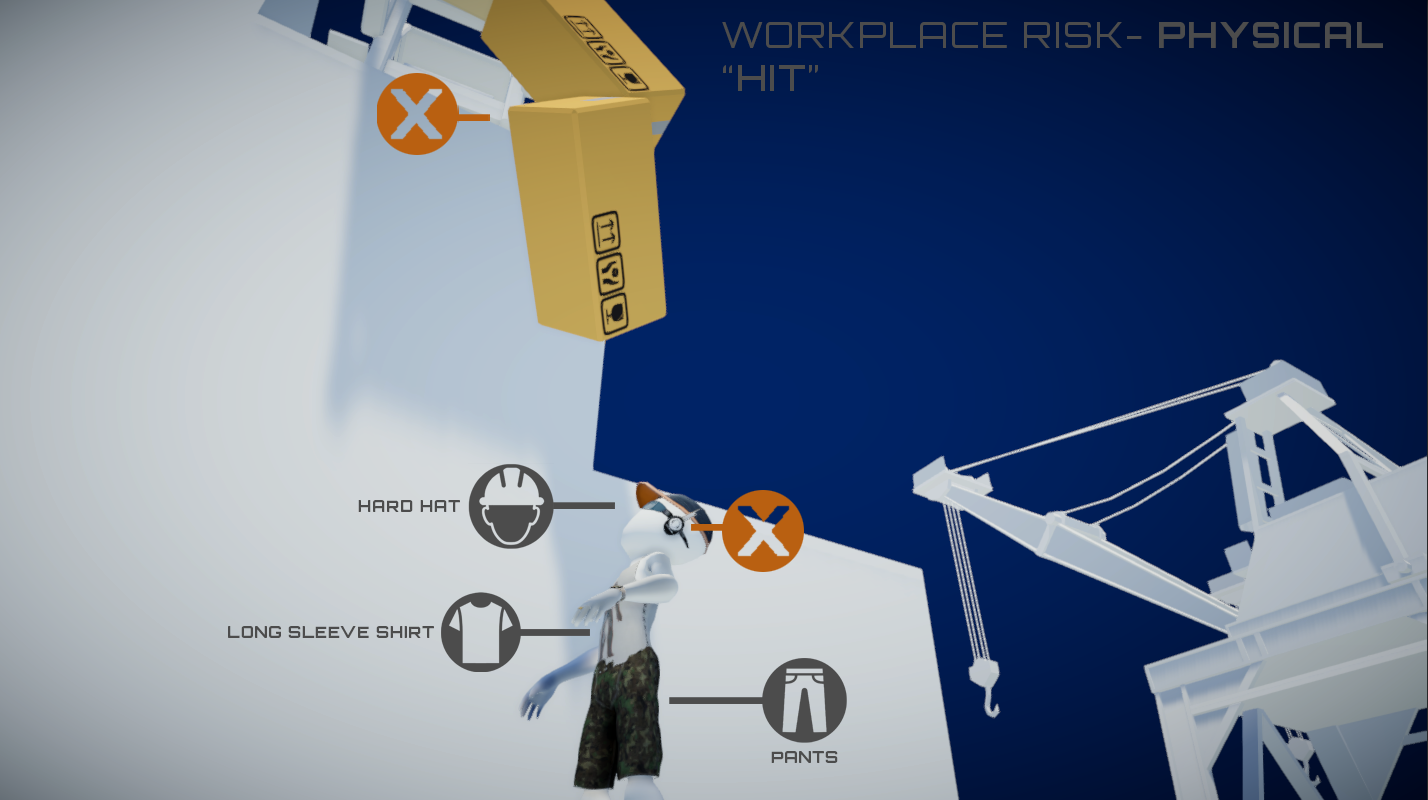 WORKPLACE RISK- PHYSICAL
“HIT”
HARD HAT
LONG SLEEVE SHIRT
PANTS